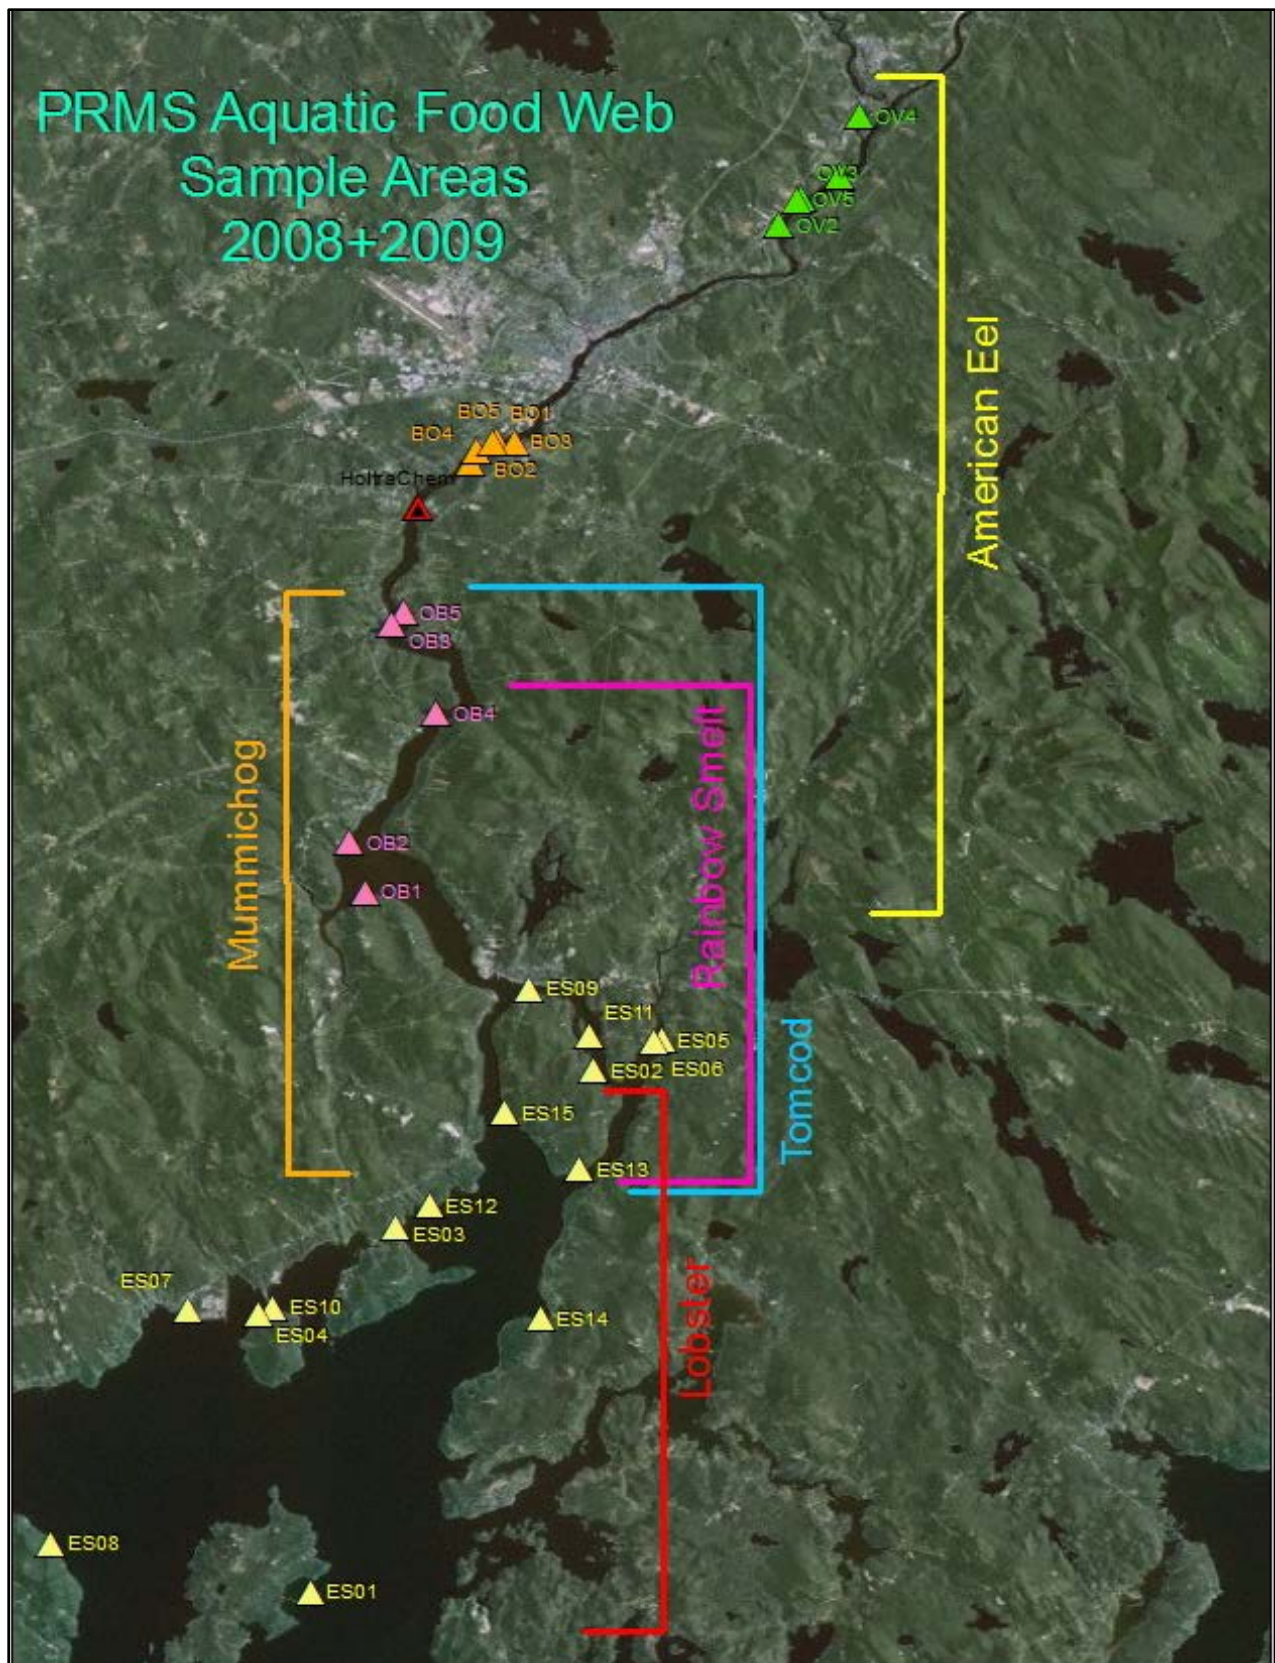 PRMS Aquatic Food Web
Sample Areas
2008+2009
OV4
OV3
OV5
OV2
American Eel
BO5
BO1
BO4
BO3
BO2
HoltraChem
OB5
OB3
OB4
Rainbow Smelt
Mummichog
OB2
OB1
ES09
ES11
ES05
ES02
ES06
Tomcod
ES15
ES13
ES12
ES03
Lobster
ES07
ES10
ES14
ES04
ES08
ES01